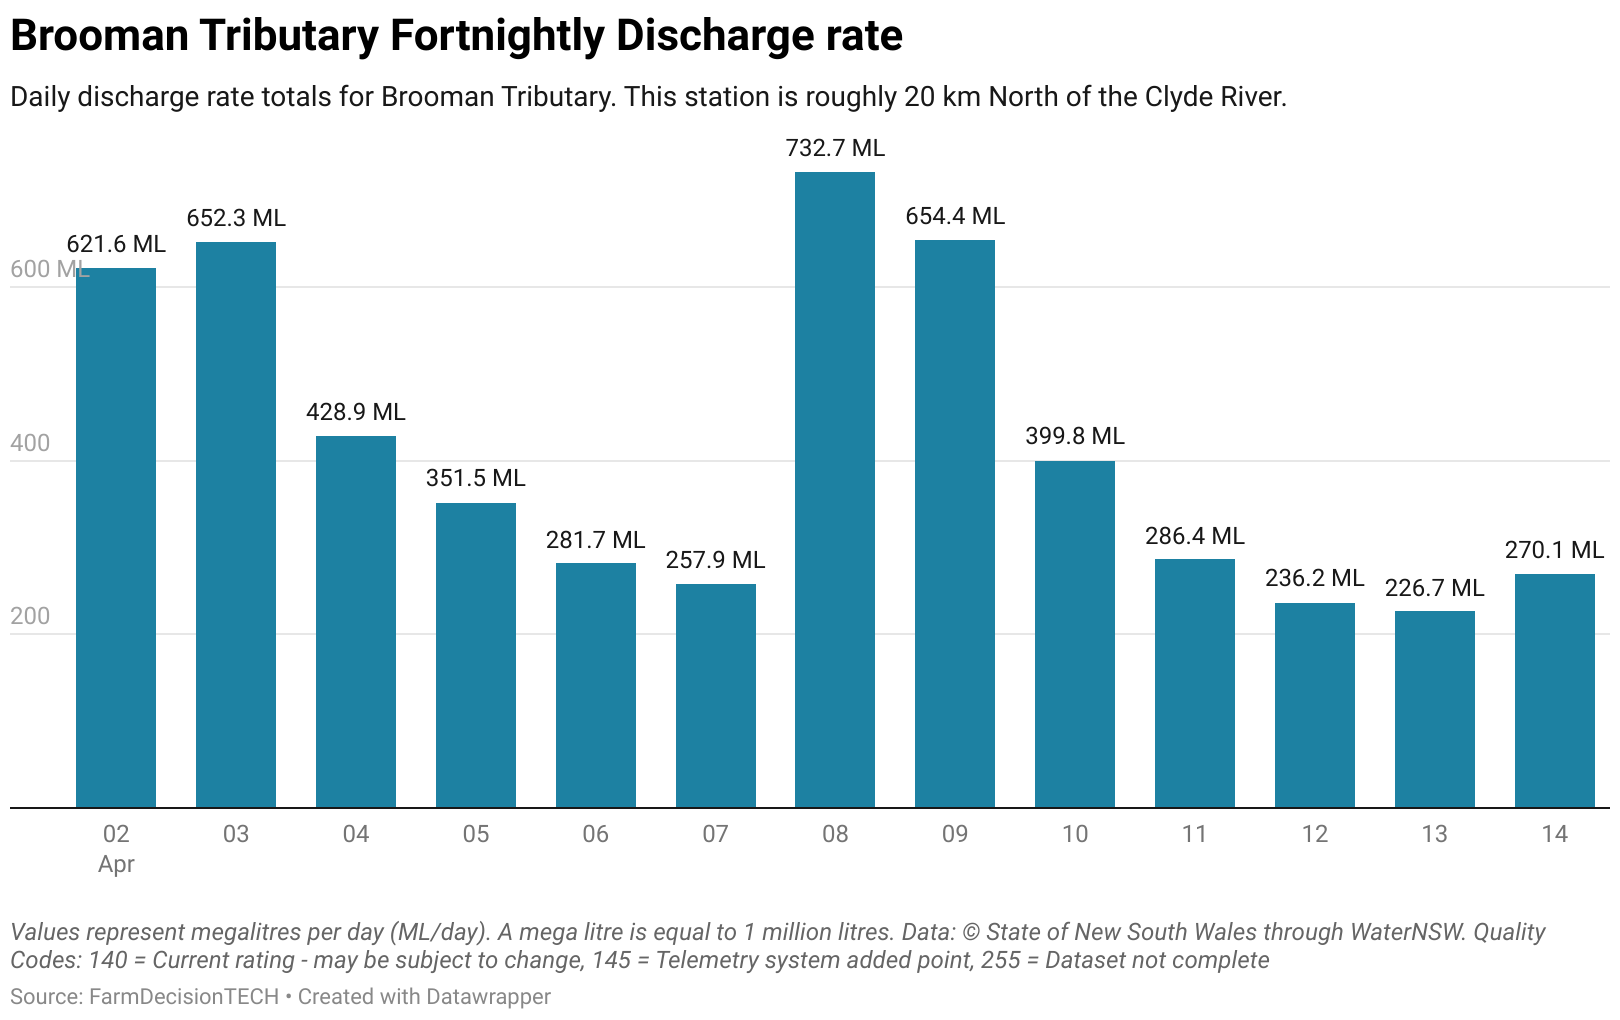 Brooman Tributary Fortnightly Discharge rate
Daily discharge rate totals for Brooman Tributary. This station is roughly 20 km North of the Clyde River.
732.7 ML
652.3 ML
654.4 ML
621.6 ML
600 ML
428.9 ML
399.8 ML
400
351.5 ML
281.7 ML
286.4 ML
270.1 ML
257.9 ML
236.2 ML
226.7 ML
200
02 03 04 05 06 07 08 09 10 11 12 13 14
Apr
Values represent megalitres per day (ML/day). A mega litre is equal to 1 million litres. Data: © State of New South Wales through WaterNSW. Quality
Codes: 140 = Current rating - may be subject to change, 145 = Telemetry system added point, 255 = Dataset not complete
Source: FarmDecisionTECH • Created with Datawrapper